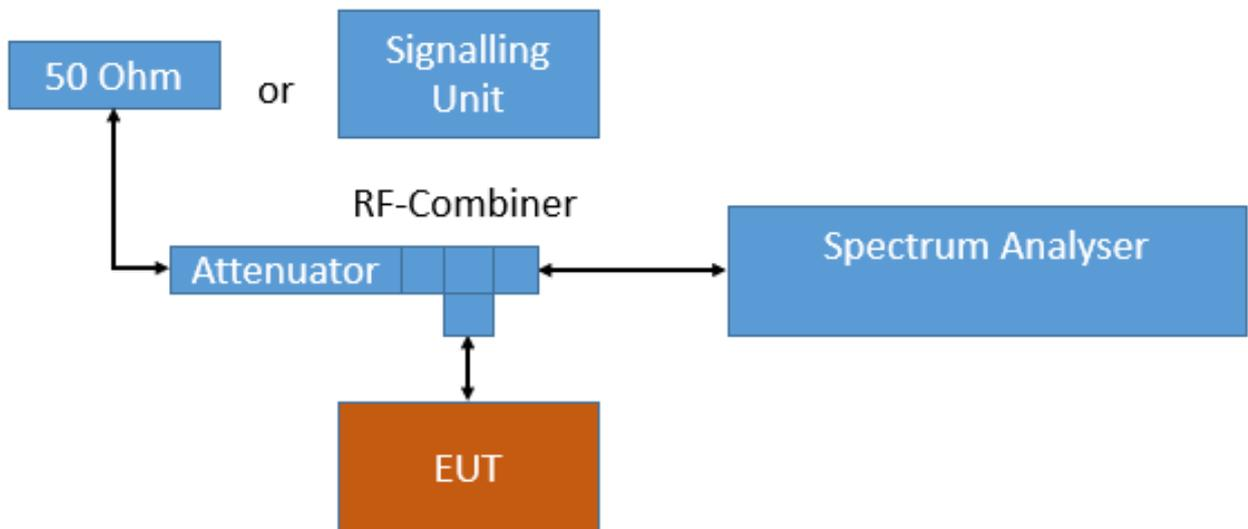 50 Ohm
or
Signalling
Unit
RF-Combiner
Attenuator
Spectrum Analyser
EUT